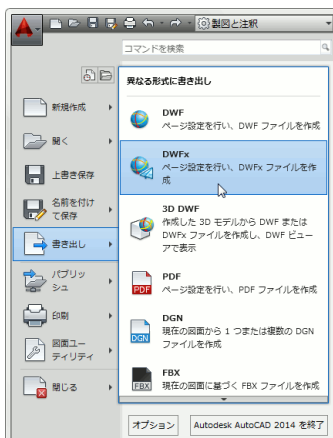 製図と注釈
コマンドを検索
異なる形式に書き出し
新規作成
開く
上書き保存
名前を付け
て保存
書き出し
パブリッ
シュ
印刷
図面ユー
ティリティ
閉じる
DWF
ページ設定を行い、DWF ファイルを作成
DWFx
ページ設定を行い、DWFx ファイルを作
成
3D DWF
作成した 3D モデルから DWF または
DWFx ファイルを作成し、DWF ビュー
アで表示
PDF
PDF
ページ設定を行い、PDF ファイルを作成
DGN
DGN
現在の図面から 1 つまたは複数の DGN
ファイルを作成
FBX
FBX
現在の図面に基づく FBX ファイルを作成
オプション
Autodesk AutoCAD 2014 を終了